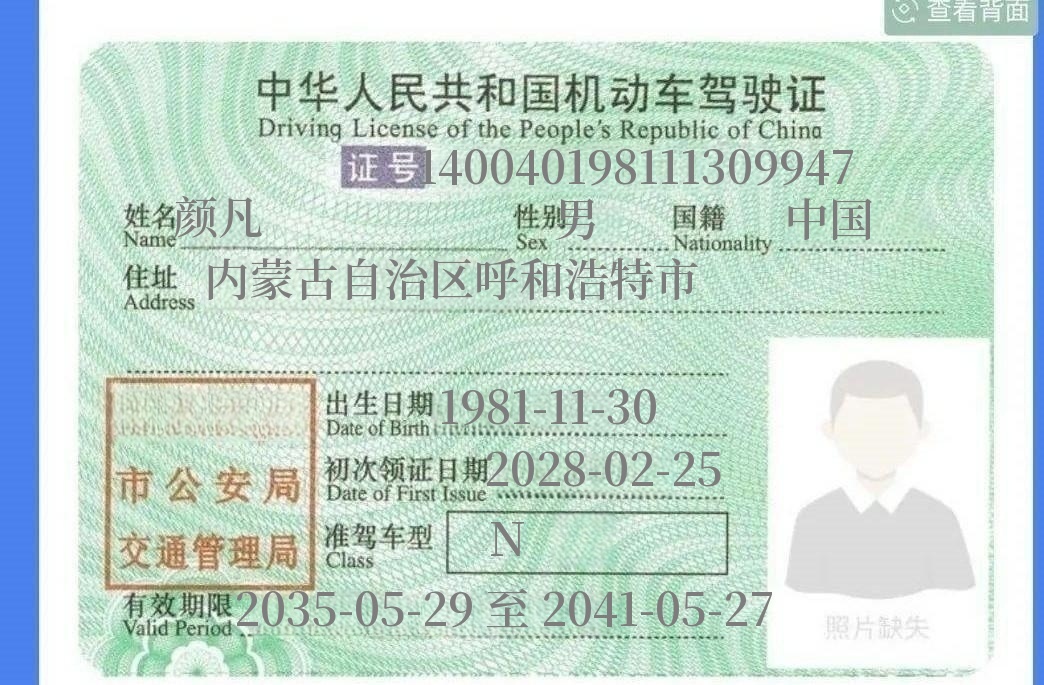 查看背面
中华人民共和国机动车驾驶证
Driving License of the People's Republic of China
证号 140040198111309947
姓名 颜凡 性别 男 国籍 中国
Name Sex Nationality
住址 内蒙古自治区呼和浩特市
Address
出生日期 1981-11-30
Date of Birth
市公安局
初次领证日期 2028-02-25
Date of First Issue
交通管理局
准驾车型 N
Class
有效期限 2035-05-29 至 2041-05-27
Valid Period
照片缺失